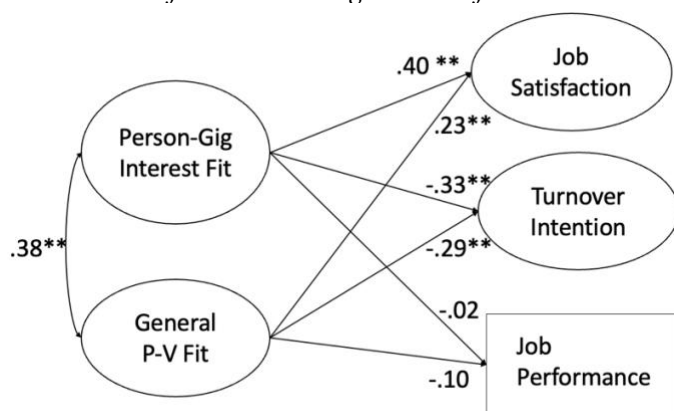 .40 **
Job
Satisfaction
Person-Gig
Interest Fit
.23**
-.33**
Turnover
Intention
.38**
-.29**
General
P-V Fit
-.02
Job
Performance
-.10